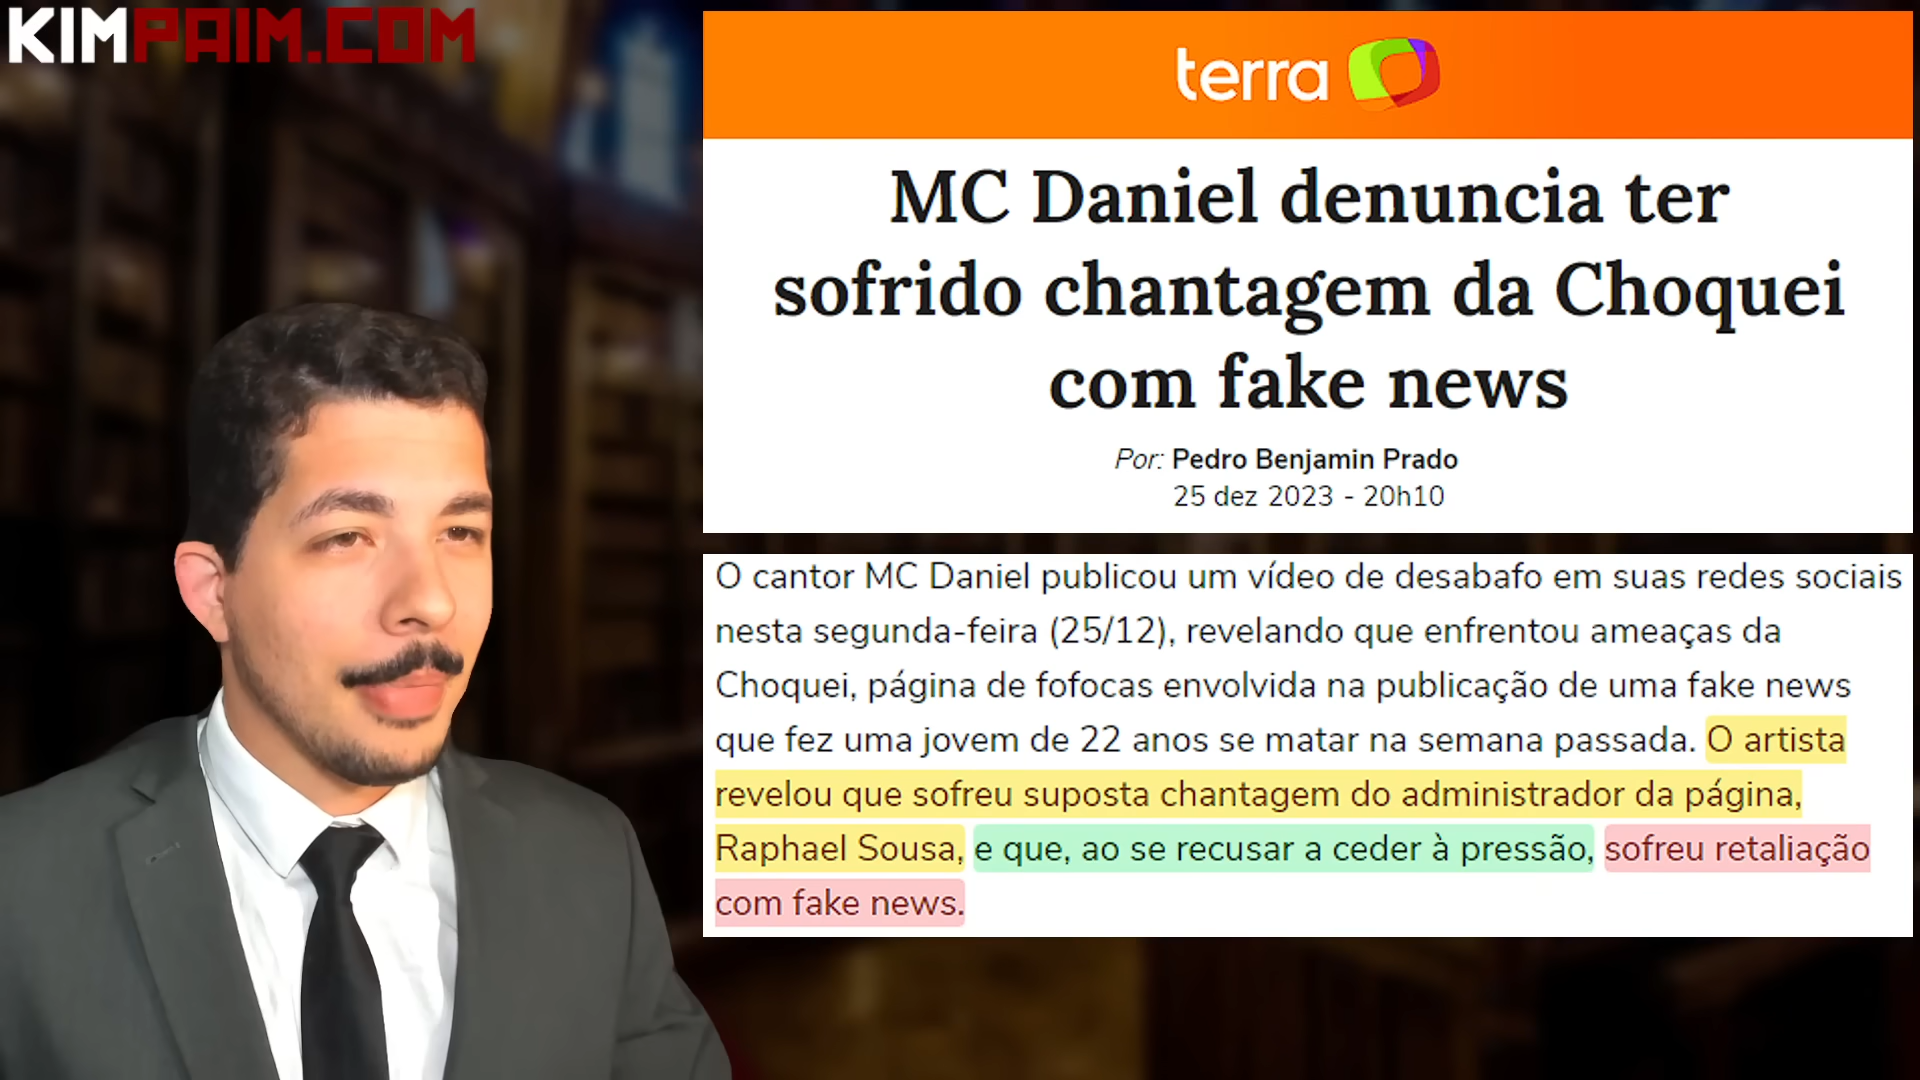 KIMPAIM.COM
terra
MC Daniel denuncia ter
sofrido chantagem da Choquei
com fake news
Por: Pedro Benjamin Prado
25 dez 2023 - 20h10
O cantor MC Daniel publicou um vídeo de desabafo em suas redes sociais
nesta segunda-feira (25/12), revelando que enfrentou ameaças da
Choquei, página de fofocas envolvida na publicação de uma fake news
que fez uma jovem de 22 anos se matar na semana passada. O artista
revelou que sofreu suposta chantagem do administrador da página,
Raphael Sousa, e que, ao se recusar a ceder à pressão, sofreu retaliação
com fake news.